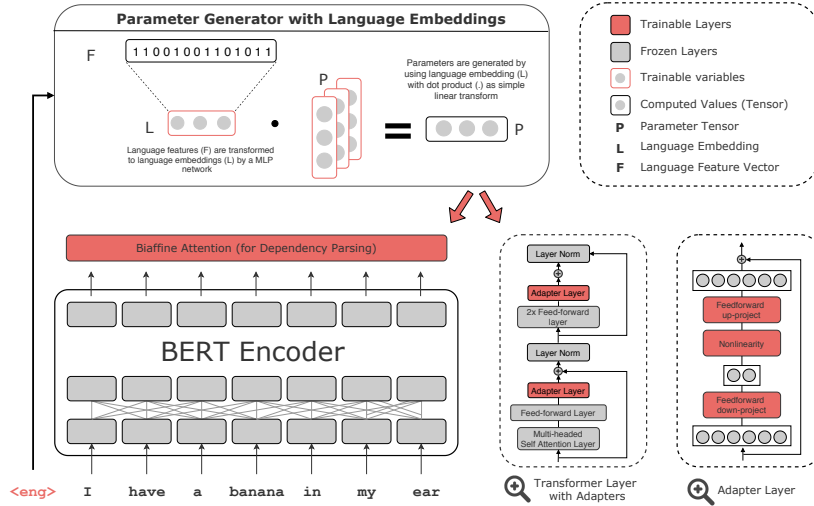 Parameter Generator with Language Embeddings
F
11001001101011
L
P
Parameters are generated by
using language embedding (L)
with dot product (.) as simple
linear transform
P
Language features (F) are transformed
to language embeddings (L) by a MLP
network
Trainable Layers
Frozen Layers
Trainable variables
Computed Values (Tensor)
P Parameter Tensor
L Language Embedding
F Language Feature Vector
Biaffine Attention (for Dependency Parsing)
BERT Encoder
<eng> I have a banana in my ear
Layer Norm
Adapter Layer
2x Feed-forward
layer
Layer Norm
Adapter Layer
Feed-forward Layer
Multi-headed
Self Attention Layer
Transformer Layer
with Adapters
Feedforward
up-project
Nonlinearity
Feedforward
down-project
Adapter Layer